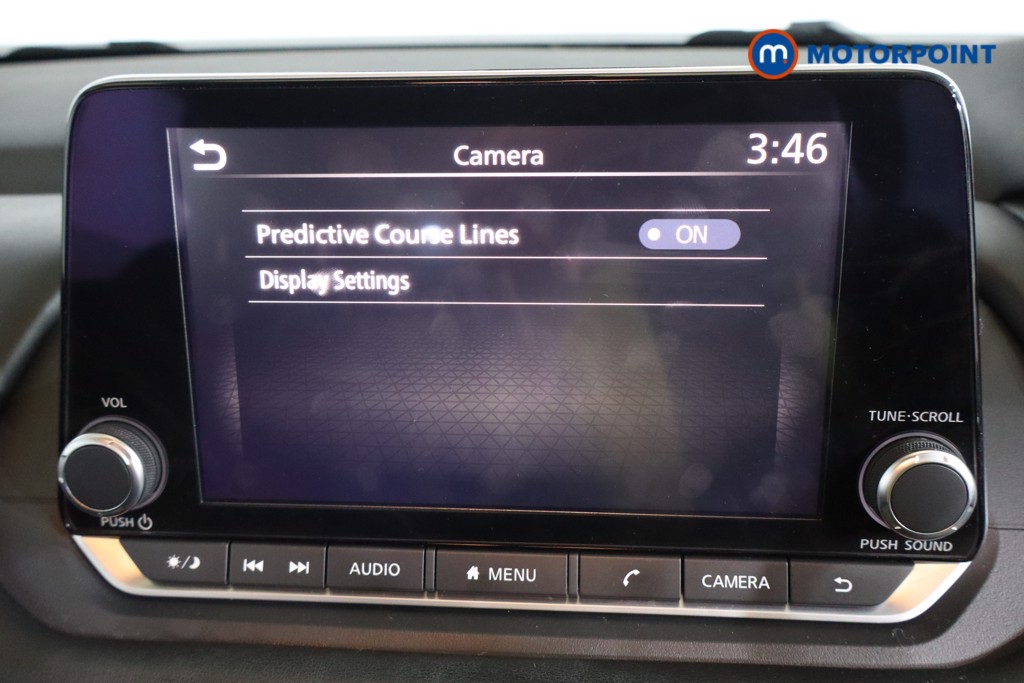 m MOTORPOINT
Camera 3:46
Predictive Course Lines ON
Display Settings
VOL
TUNE·SCROLL
PUSH
PUSH SOUND
AUDIO
MENU
CAMERA